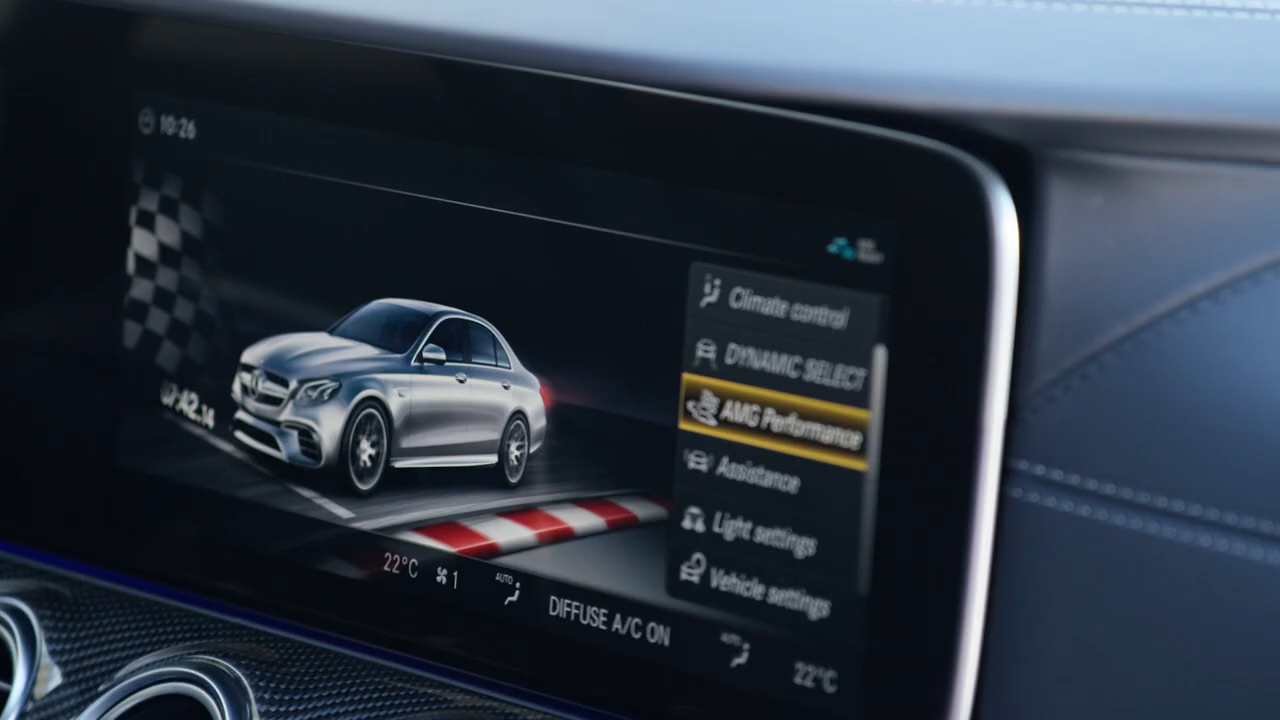 10:26
Climate control
DYNAMIC SELECT
AMG Performance
Assistance
Light settings
Vehicle settings
22°C
1
AUTO
DIFFUSE A/C ON
AUTO
22°C